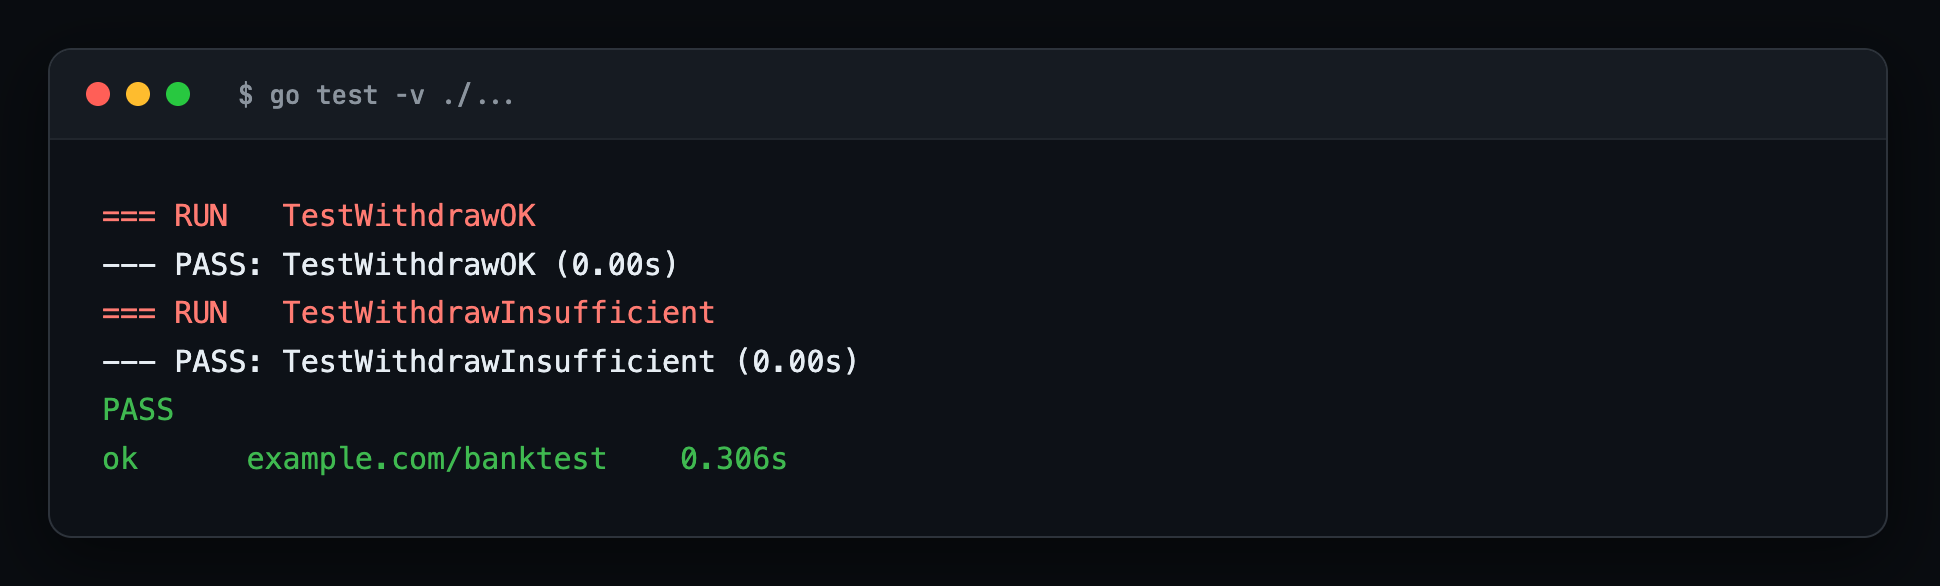 $ go test -v ./...
=== RUN   TestWithdrawOK
--- PASS: TestWithdrawOK (0.00s)
=== RUN   TestWithdrawInsufficient
--- PASS: TestWithdrawInsufficient (0.00s)
PASS
ok      example.com/banktest    0.306s